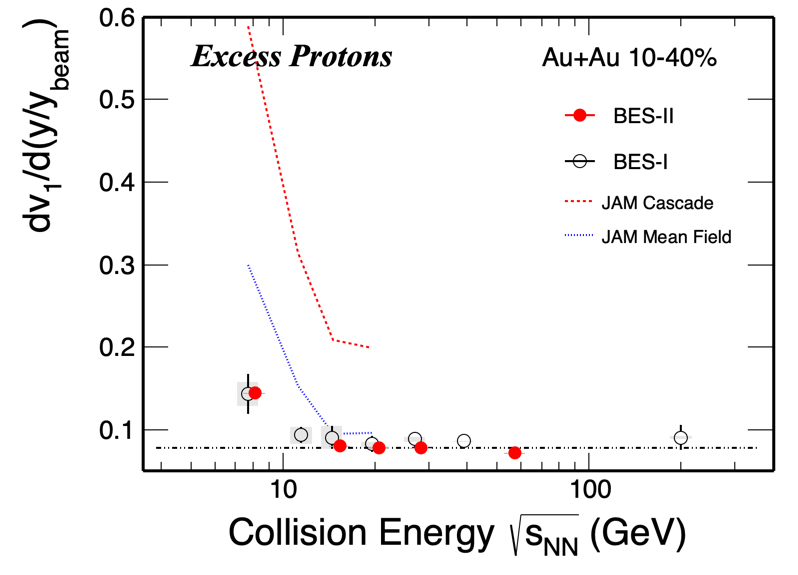 0.6
0.5
0.4
0.3
0.2
0.1
dv1/d(y/ybeam)
Excess Protons
Au+Au 10-40%
BES-II
BES-I
JAM Cascade
JAM Mean Field
10
100
Collision Energy √sNN (GeV)